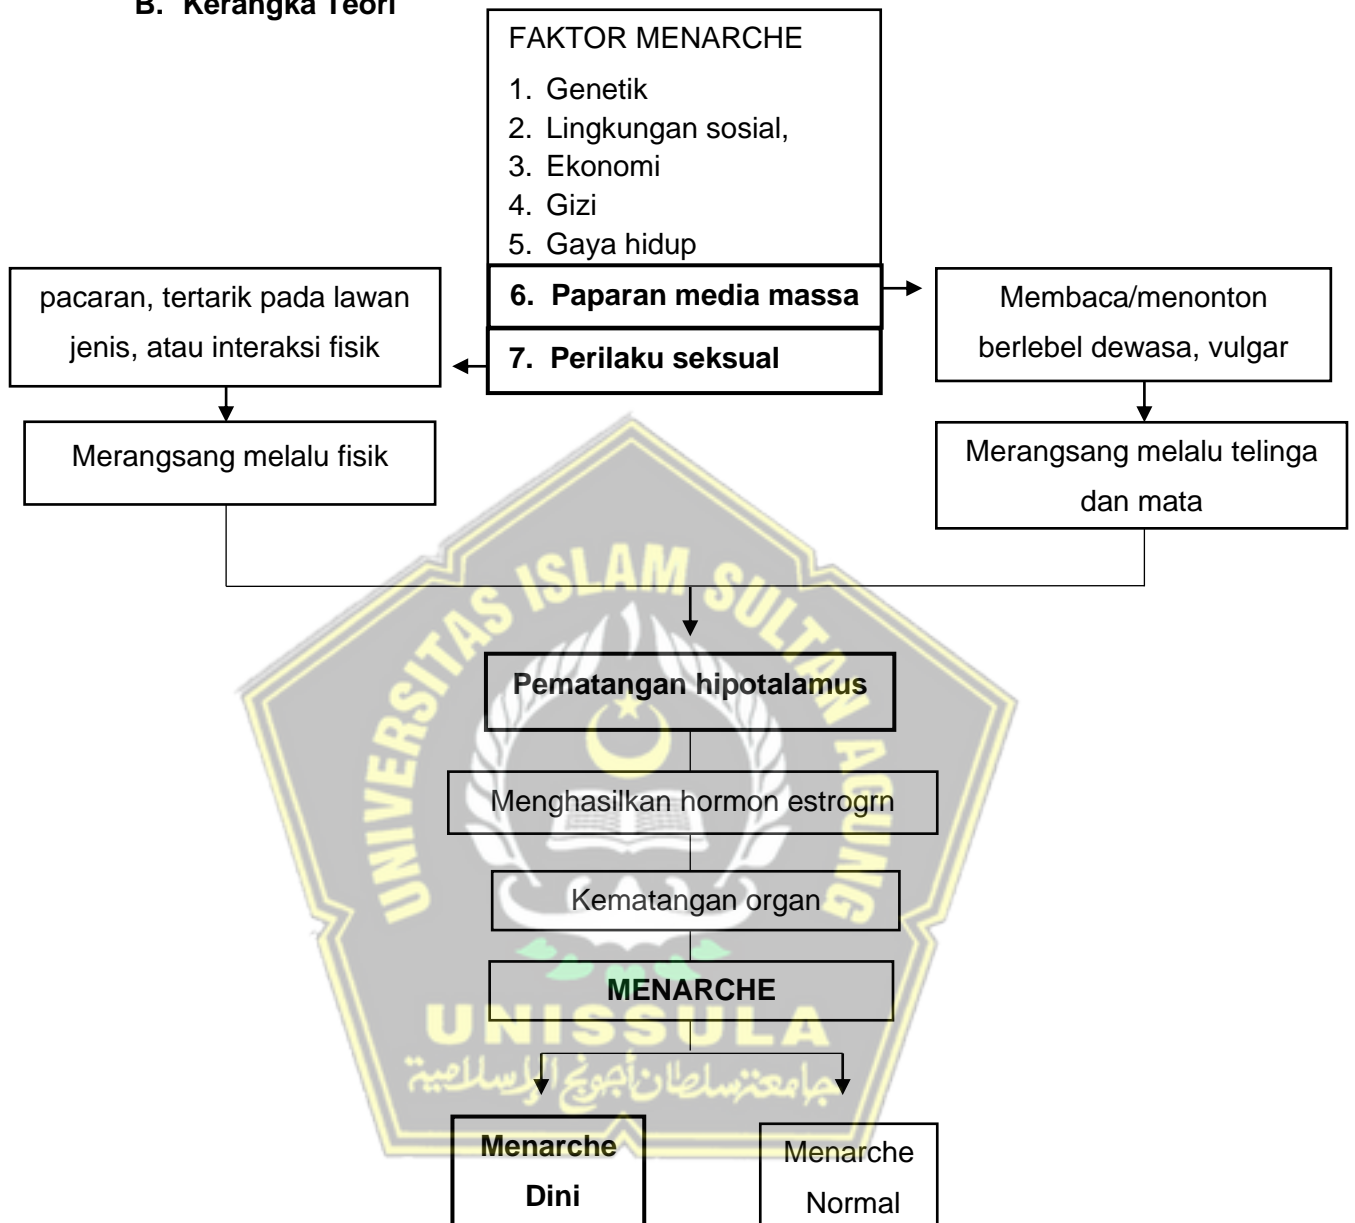 B. Kerangka Teori
FAKTOR MENARCHE
1. Genetik
2. Lingkungan sosial,
3. Ekonomi
4. Gizi
5. Gaya hidup
6. Paparan media massa
7. Perilaku seksual
pacaran, tertarik pada lawan
jenis, atau interaksi fisik
Membaca/menonton
berlebel dewasa, vulgar
Merangsang melalu fisik
Merangsang melalu telinga
dan mata
UNIVERSITAS ISLAM SULTAN AGUNG
Pematangan hipotalamus
Menghasilkan hormon estrogrn
Kematangan organ
MENARCHE
UNISSULA
جامعة سلطان أجونج الإسلامية
Menarche
Dini
Menarche
Normal